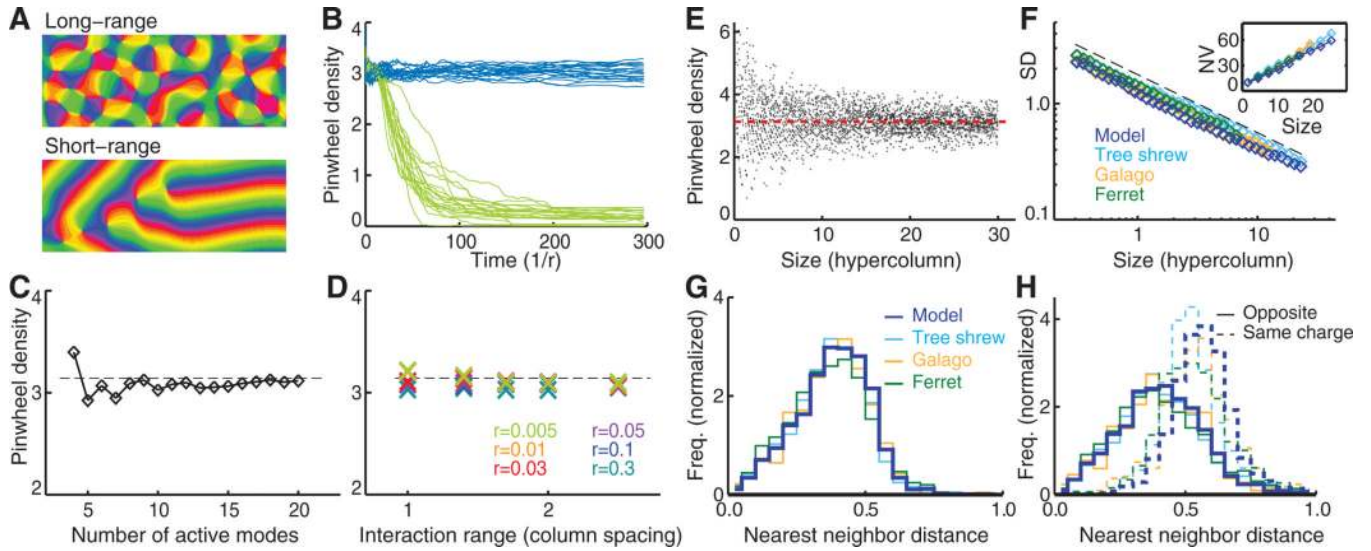 A
Long-range
Short-range
B
Pinwheel density
4
3
2
1
0
0
100
200
300
Time (1/r)
C
Pinwheel density
4
3
2
5
10
15
20
Number of active modes
D
4
3
2
r=0.005
r=0.05
r=0.01
r=0.1
r=0.03
r=0.3
1
2
Interaction range (column spacing)
E
Pinwheel density
6
4
2
0
0
10
20
30
Size (hypercolumn)
F
SD
1.0
0.1
Model
Tree shrew
Galago
Ferret
1
10
Size (hypercolumn)
NV
60
30
0
0
10
20
Size
G
Freq. (normalized)
4
2
0
Model
Tree shrew
Galago
Ferret
0.0
0.5
1.0
Nearest neighbor distance
H
Freq. (normalized)
4
2
0
Opposite
Same charge
0.0
0.5
1.0
Nearest neighbor distance